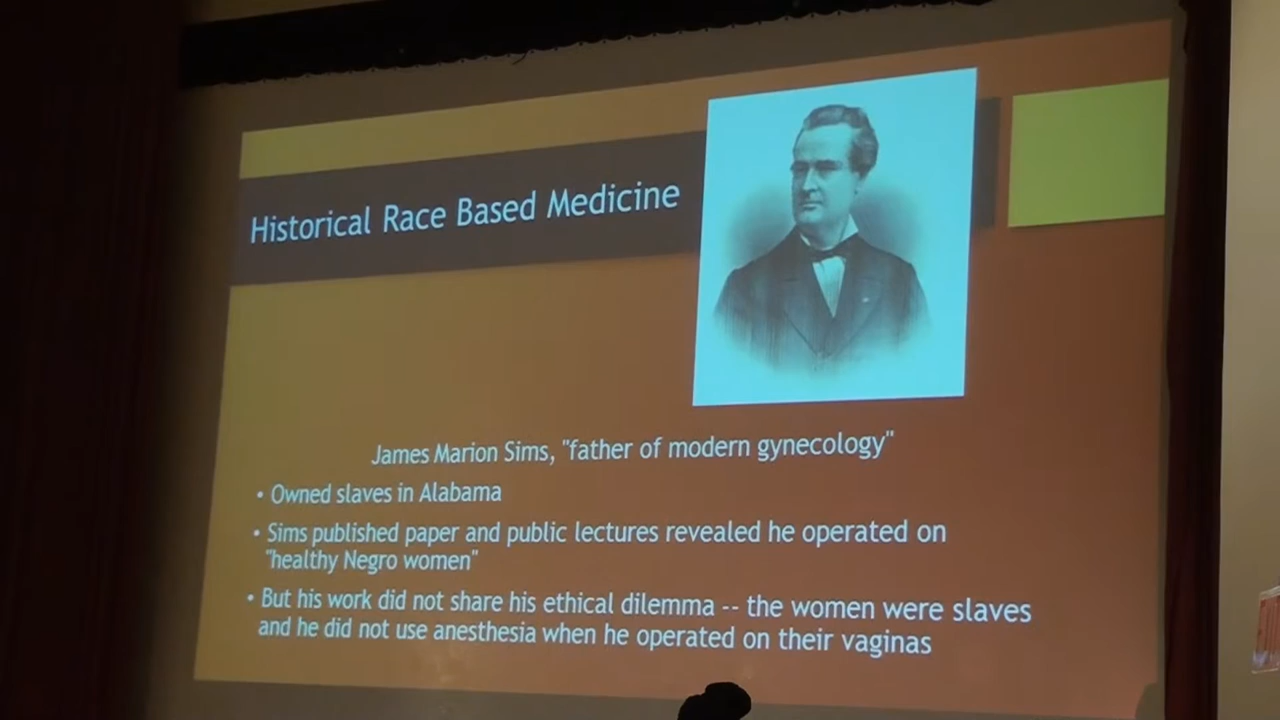 Historical Race Based Medicine
James Marion Sims, "father of modern gynecology"
• Owned slaves in Alabama
• Sims published paper and public lectures revealed he operated on
"healthy Negro women"
• But his work did not share his ethical dilemma -- the women were slaves
and he did not use anesthesia when he operated on their vaginas